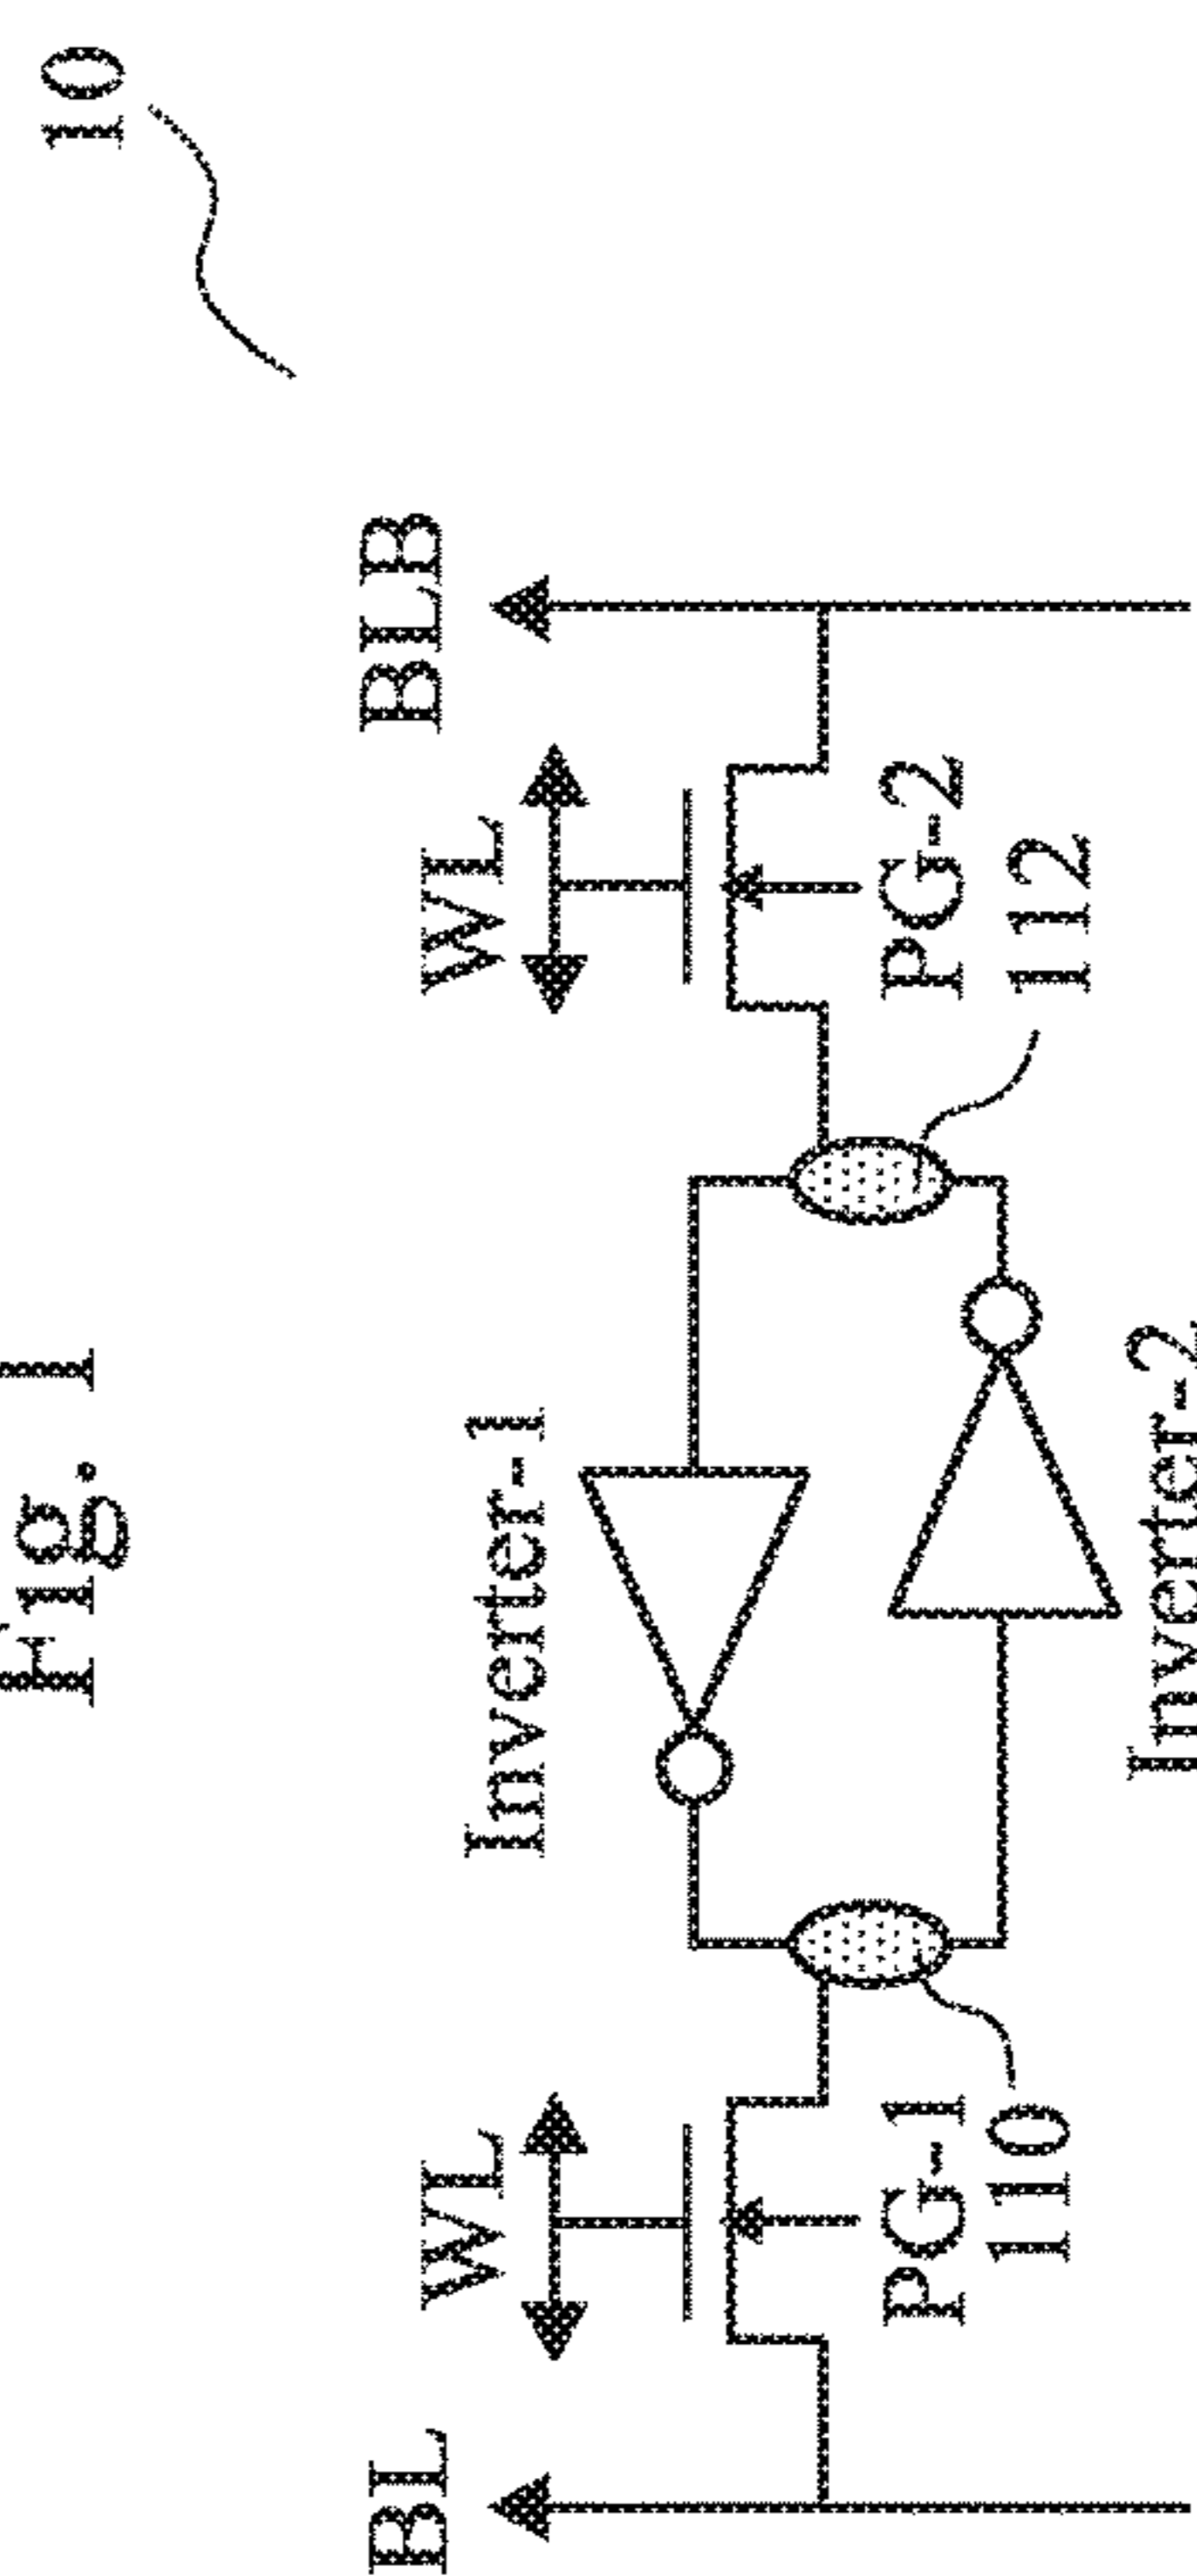 Fig. 1
10
BL
WL
Inverter-1
WL
BLB
PG-1
110
PG-2
112
Inverter-2